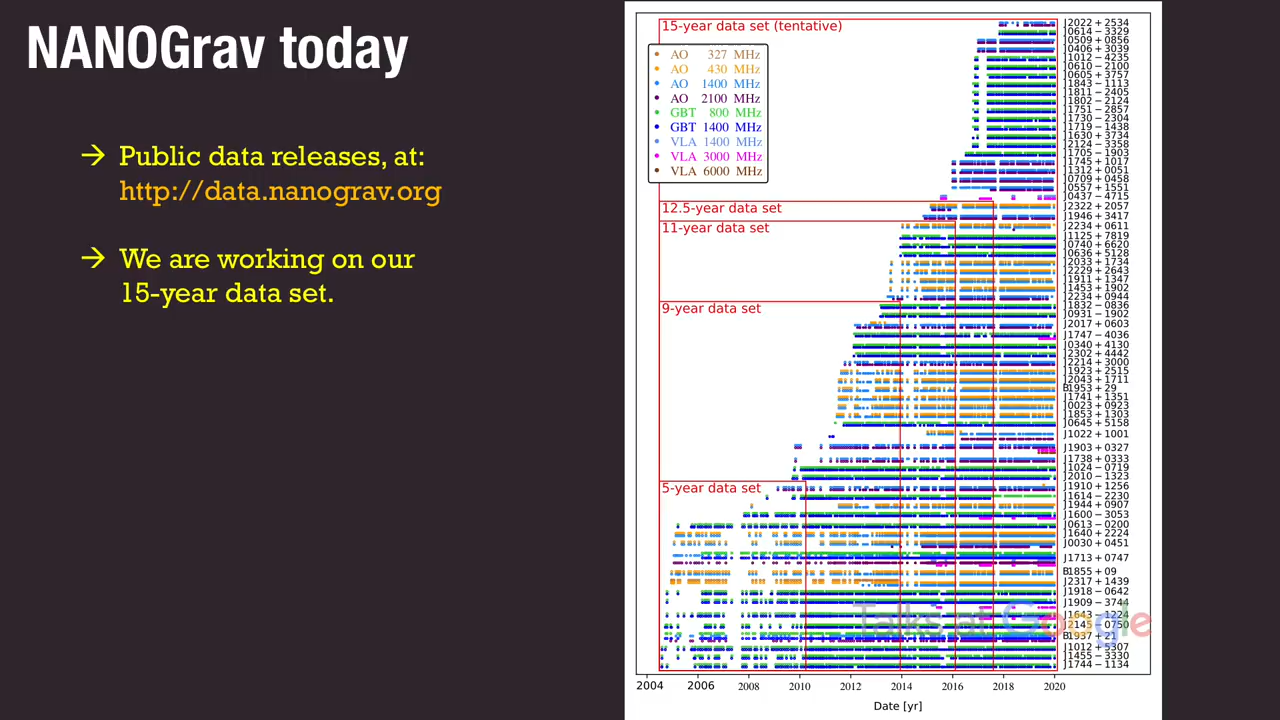 NANOGrav today
→ Public data releases, at:
http://data.nanograv.org
→ We are working on our
15-year data set.
15-year data set (tentative)
AO 327 MHz
AO 430 MHz
AO 1400 MHz
AO 2100 MHz
GBT 800 MHz
GBT 1400 MHz
VLA 1400 MHz
VLA 3000 MHz
VLA 6000 MHz
12.5-year data set
11-year data set
9-year data set
5-year data set
J2022+2534
J0614−3329
J0509+0856
J0406+3039
J1012−4235
J0610−2100
J0605+3757
J1843−1113
J1811−2405
J1802−2124
J1751−2857
J1730−2304
J1719−1438
J1630+3734
J2124−3358
J1705−1903
J1745+1017
J1312+0051
J0709+0458
J0557+1551
J0437−4715
J2322+2057
J1946+3417
J2234+0611
J1125+7819
J0740+6620
J0636+5128
J2033+1734
J2229+2643
J1911+1347
J1453+1902
J2234+0944
J1832−0836
J0931−1902
J2017+0603
J1747−4036
J0340+4130
J2302+4442
J2214+3000
J1923+2515
J2043+1711
B1953+29
J1741+1351
J0023+0923
J1853+1303
J0645+5158
J1022+1001
J1903+0327
J1738+0333
J1024−0719
J2010−1323
J1910+1256
J1614−2230
J1944+0907
J1600−3053
J0613−0200
J1640+2224
J0030+0451
J1713+0747
B1855+09
J2317+1439
J1918−0642
J1909−3744
J1643−1224
J2145−0750
B1937+21
J1012+5307
J1455−3330
J1744−1134
Talks at Google
2004 2006 2008 2010 2012 2014 2016 2018 2020
Date [yr]